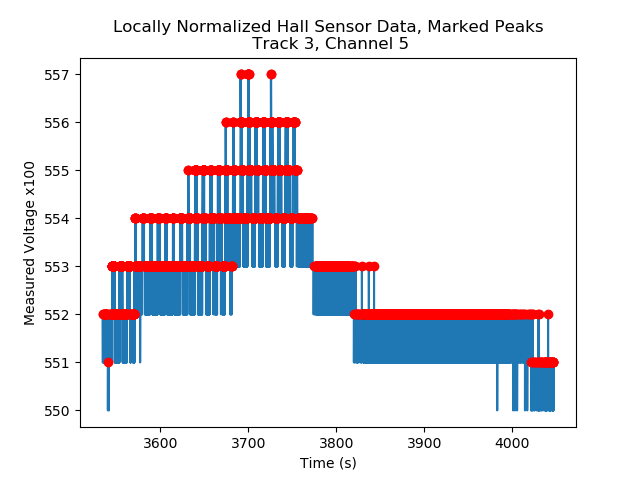 Locally Normalized Hall Sensor Data, Marked Peaks
Track 3, Channel 5
557
556
555
554
553
552
551
550
Measured Voltage x100
3600 3700 3800 3900 4000
Time (s)